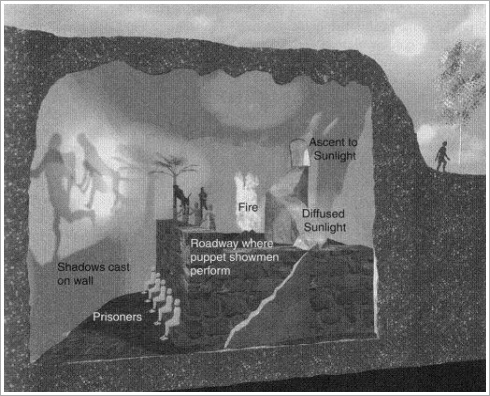 Ascent to
Sunlight
Fire
Diffused
Sunlight
Roadway where
puppet showmen
perform
Shadows cast
on wall
Prisoners